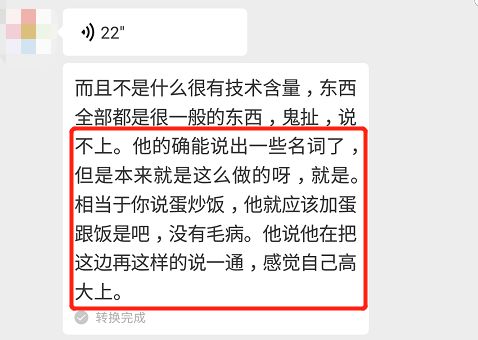 22"
而且不是什么很有技术含量，东西
全部都是很一般的东西，鬼扯，说
不上。他的确能说出一些名词了，
但是本来就是这么做的呀，就是。
相当于你说蛋炒饭，他就应该加蛋
跟饭是吧，没有毛病。他说他在把
这边再这样的说一通，感觉自己高
大上。
转换完成